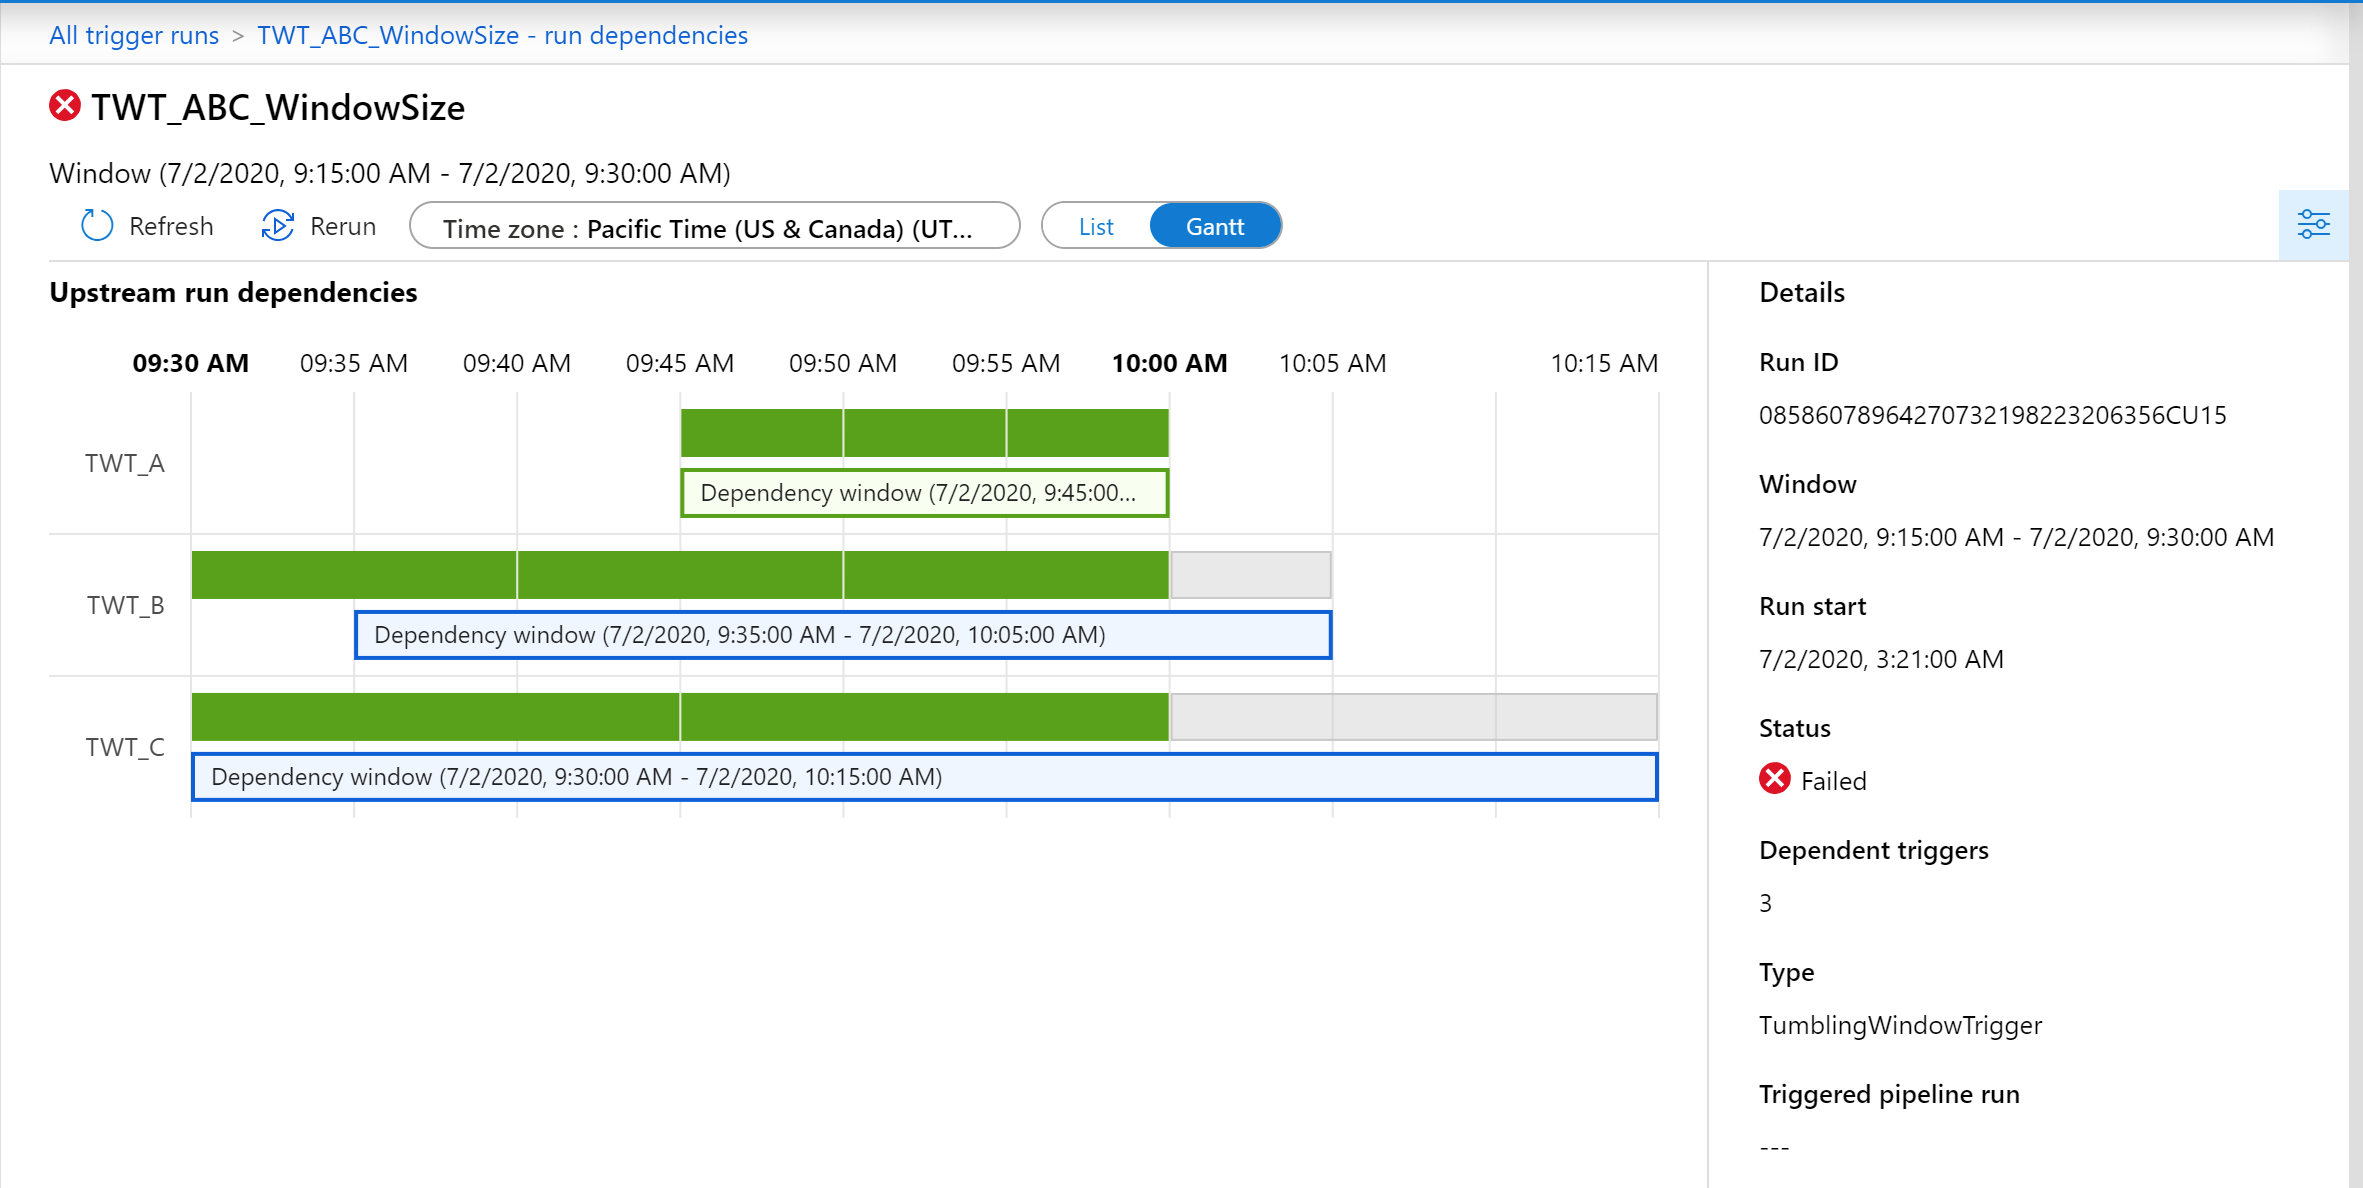 All trigger runs > TWT_ABC_WindowSize - run dependencies
TWT_ABC_WindowSize
Window (7/2/2020, 9:15:00 AM - 7/2/2020, 9:30:00 AM)
Refresh Rerun Time zone : Pacific Time (US & Canada) (UT... List Gantt
Upstream run dependencies
09:30 AM 09:35 AM 09:40 AM 09:45 AM 09:50 AM 09:55 AM 10:00 AM 10:05 AM 10:15 AM
TWT_A
Dependency window (7/2/2020, 9:45:00...
TWT_B
Dependency window (7/2/2020, 9:35:00 AM - 7/2/2020, 10:05:00 AM)
TWT_C
Dependency window (7/2/2020, 9:30:00 AM - 7/2/2020, 10:15:00 AM)
Details
Run ID
08586078964270732198223206356CU15
Window
7/2/2020, 9:15:00 AM - 7/2/2020, 9:30:00 AM
Run start
7/2/2020, 3:21:00 AM
Status
Failed
Dependent triggers
3
Type
TumblingWindowTrigger
Triggered pipeline run
---